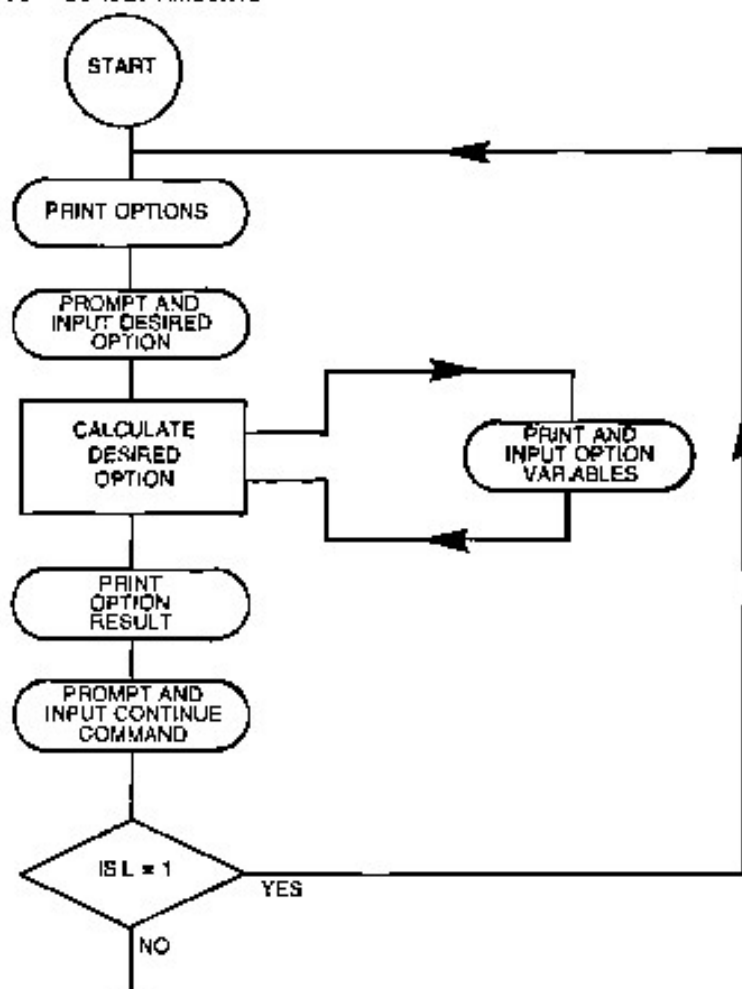 START
PRINT OPTIONS
PROMPT AND
INPUT DESIRED
OPTION
CALCULATE
DESIRED
OPTION
PRINT AND
INPUT OPTION
VARIABLES
PRINT
OPTION
RESULT
PROMPT AND
INPUT CONTINUE
COMMAND
IS L = 1
YES
NO